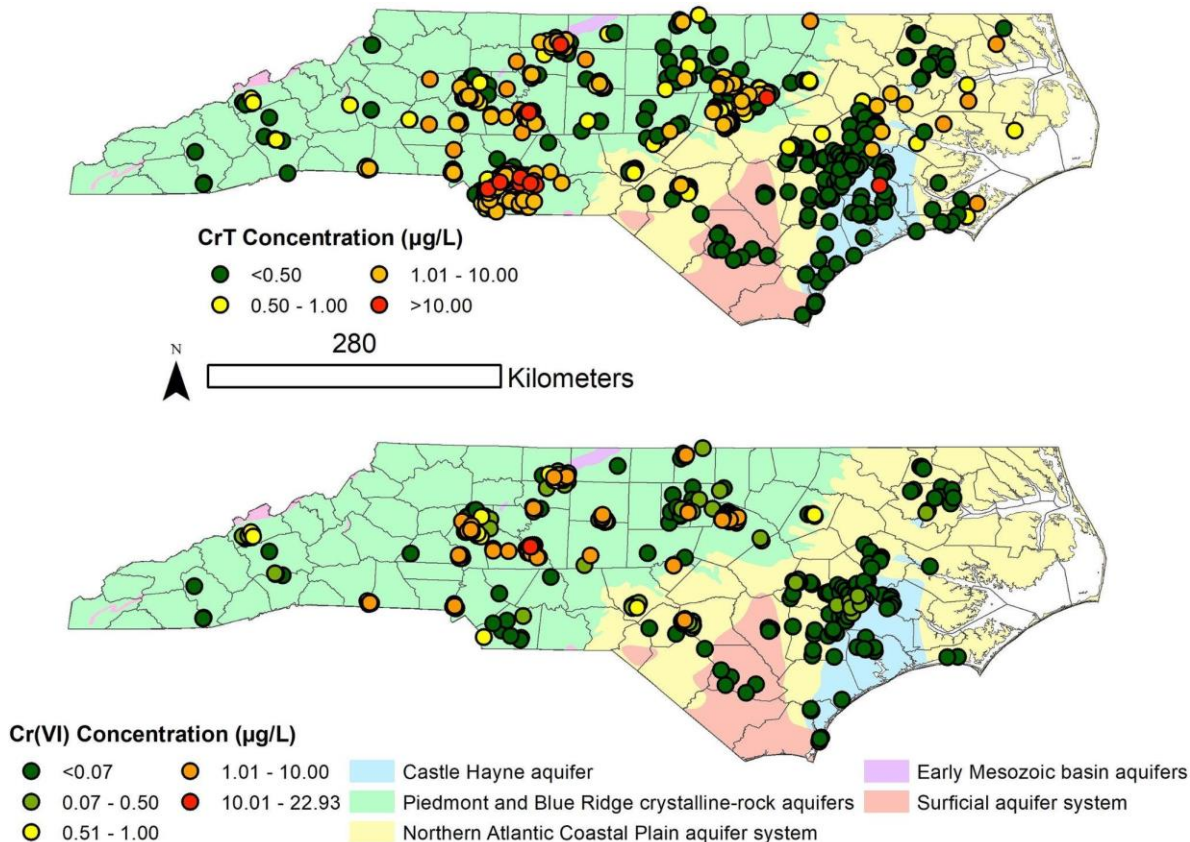 CrT Concentration (µg/L)
<0.50
1.01 - 10.00
0.50 - 1.00
>10.00
N
280
Kilometers
Cr(VI) Concentration (µg/L)
<0.07
1.01 - 10.00
Castle Hayne aquifer
Early Mesozoic basin aquifers
0.07 - 0.50
10.01 - 22.93
Piedmont and Blue Ridge crystalline-rock aquifers
Surficial aquifer system
0.51 - 1.00
Northern Atlantic Coastal Plain aquifer system